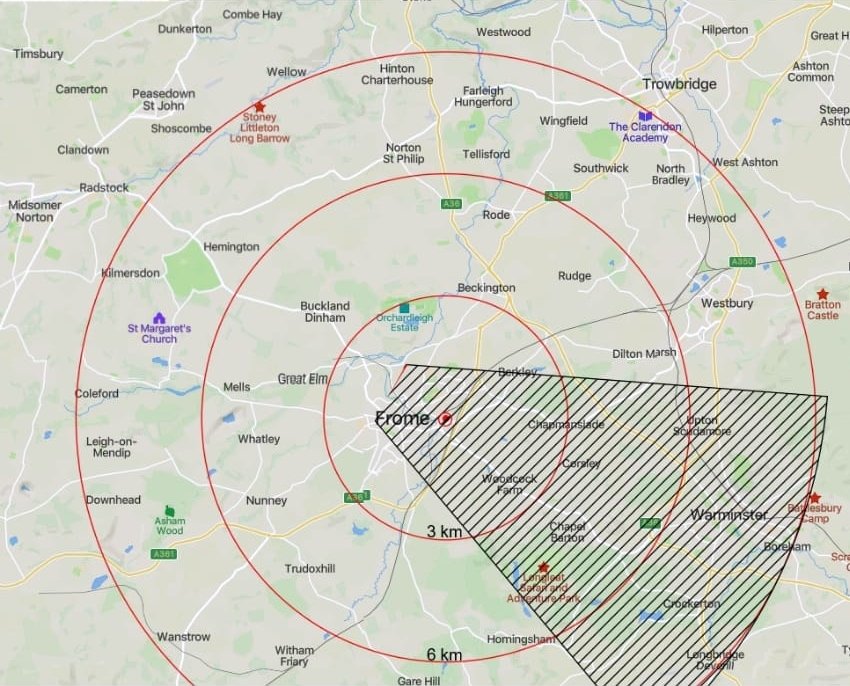 Combe Hay
Dunkerton
Westwood
Hilperton
Great H
Timsbury
Wellow
Hinton
Charterhouse
Ashton
Common
Camerton
Peasedown
St John
Farleigh
Hungerford
Trowbridge
Stoney
Littleton
Long Barrow
Steep
Ashto
Shoscombe
Wingfield
The Clarendon
Academy
Clandown
Norton
St Philip
Tellisford
Southwick
North
Bradley
West Ashton
Radstock
Midsomer
Norton
A36
A361
Rode
Heywood
Hemington
A350
Kilmersdon
Rudge
Beckington
Westbury
Bratton
Castle
Buckland
Dinham
Orchardleigh
Estate
St Margaret's
Church
Dilton Marsh
Great Elm
Berkley
Coleford
Mells
Frome
Chapmanslade
Upton
Scudamore
Leigh-on-
Mendip
Whatley
Corsley
Woodcock
Farm
Downhead
Nunney
A361
Battlesbury
Camp
Asham
Wood
Warminster
3 km
Chapel
Barton
A361
Boreham
Trudoxhill
Longleat
Safari and
Adventure Park
Crockerton
Wanstrow
Horningsham
Witham
Friary
6 km
Longbridge
Deverill
Gare Hill